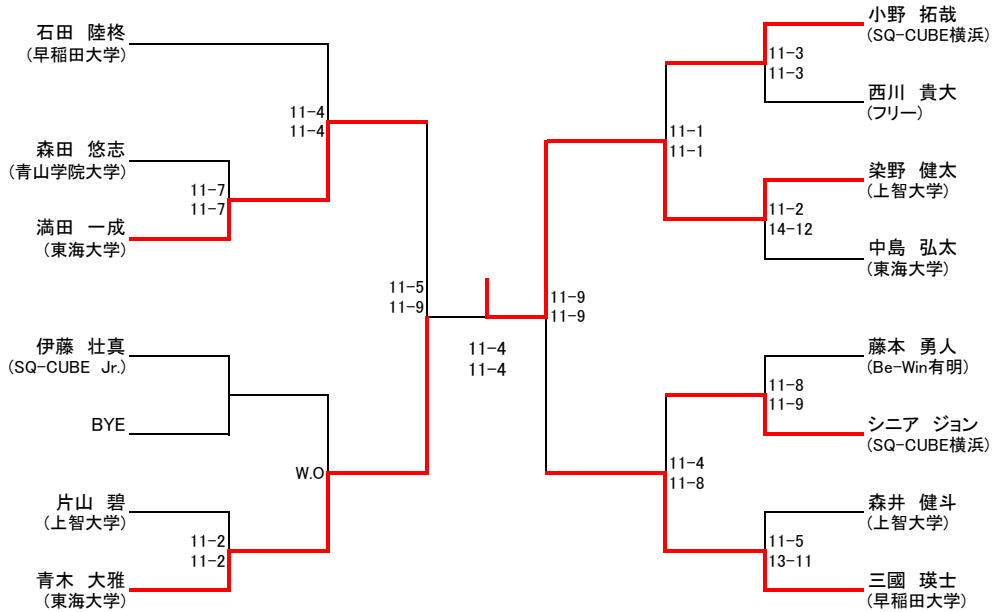 石田　陸柊
(早稲田大学)
11-4
11-4
森田　悠志
(青山学院大学)
11-7
11-7
満田　一成
(東海大学)
11-5
11-9
伊藤　壮真
(SQ-CUBE Jr.)
BYE
W.O
片山　碧
(上智大学)
11-2
11-2
青木　大雅
(東海大学)
11-4
11-4
小野　拓哉
(SQ-CUBE横浜)
11-3
11-3
西川　貴大
(フリー)
11-1
11-1
染野　健太
(上智大学)
11-2
14-12
中島　弘太
(東海大学)
11-9
11-9
藤本　勇人
(Be-Win有明)
11-8
11-9
シニア　ジョン
(SQ-CUBE横浜)
11-4
11-8
森井　健斗
(上智大学)
11-5
13-11
三國　瑛士
(早稲田大学)